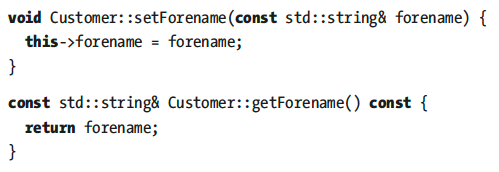 void Customer::setForename(const std::string& forename) {
  this->forename = forename;
}
const std::string& Customer::getForename() const {
  return forename;
}